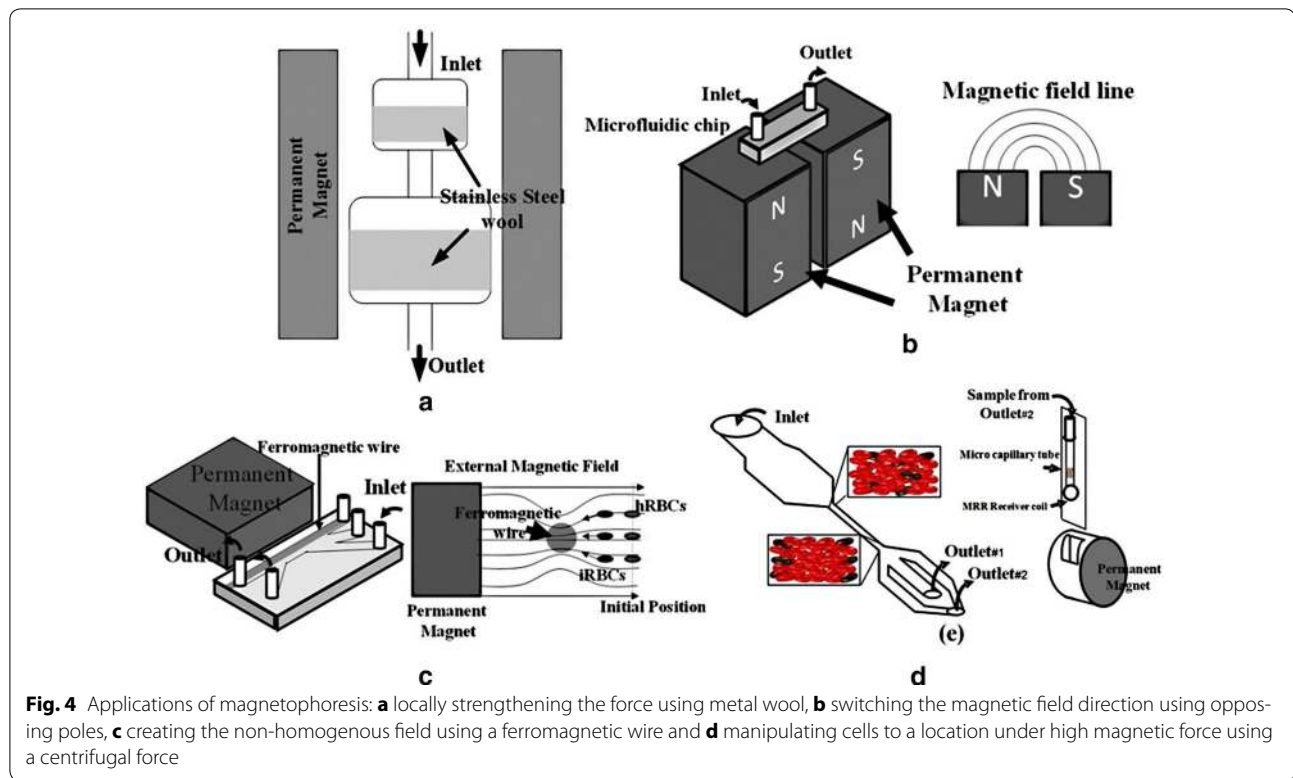 Inlet
Permanent
Magnet
Stainless Steel
wool
Outlet
a
Outlet
Inlet
Microfluidic chip
S
N
N
S
Permanent
Magnet
Magnetic field line
N S
b
Ferromagnetic wire
Permanent
Magnet
Inlet
Outlet
External Magnetic Field
hRBCs
Ferromagnetic
wire
iRBCs
Permanent
Magnet
Initial Position
c
Inlet
Outlet#1
Outlet#2
(e)
Sample from
Outlet#2
Micro capillary tube
MRR Receiver coil
Permanent
Magnet
d
Fig. 4 Applications of magnetophoresis: a locally strengthening the force using metal wool, b switching the magnetic field direction using oppos-
ing poles, c creating the non-homogenous field using a ferromagnetic wire and d manipulating cells to a location under high magnetic force using
a centrifugal force